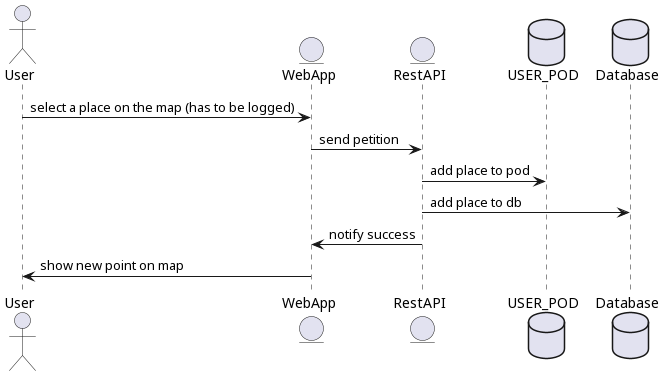 User
WebApp
RestAPI
USER_POD
Database
select a place on the map (has to be logged)
send petition
add place to pod
add place to db
notify success
show new point on map
User
WebApp
RestAPI
USER_POD
Database